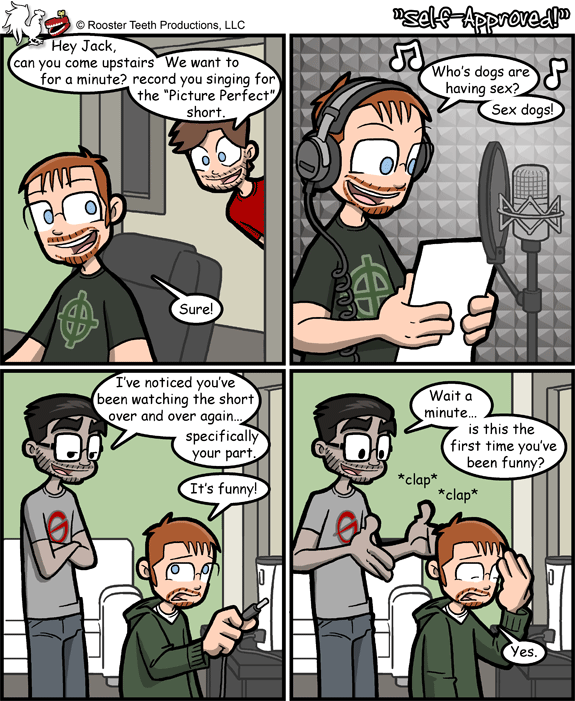 © Rooster Teeth Productions, LLC
"Self-Approved!"
Hey Jack,
can you come upstairs
for a minute?
We want to
record you singing for
the "Picture Perfect"
short.
Sure!
Who's dogs are
having sex?
Sex dogs!
I've noticed you've
been watching the short
over and over again...
specifically
your part.
It's funny!
Wait a
minute...
is this the
first time you've
been funny?
*clap*
*clap*
Yes.